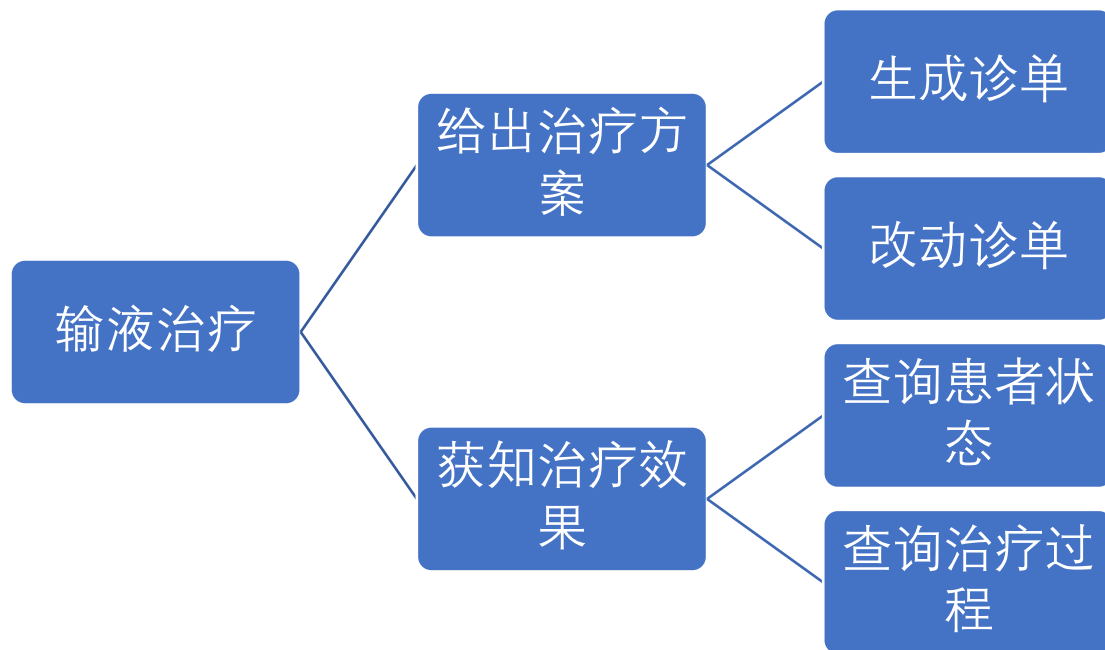 输液治疗
给出治疗方
案
生成诊单
改动诊单
获知治疗效
果
查询患者状
态
查询治疗过
程